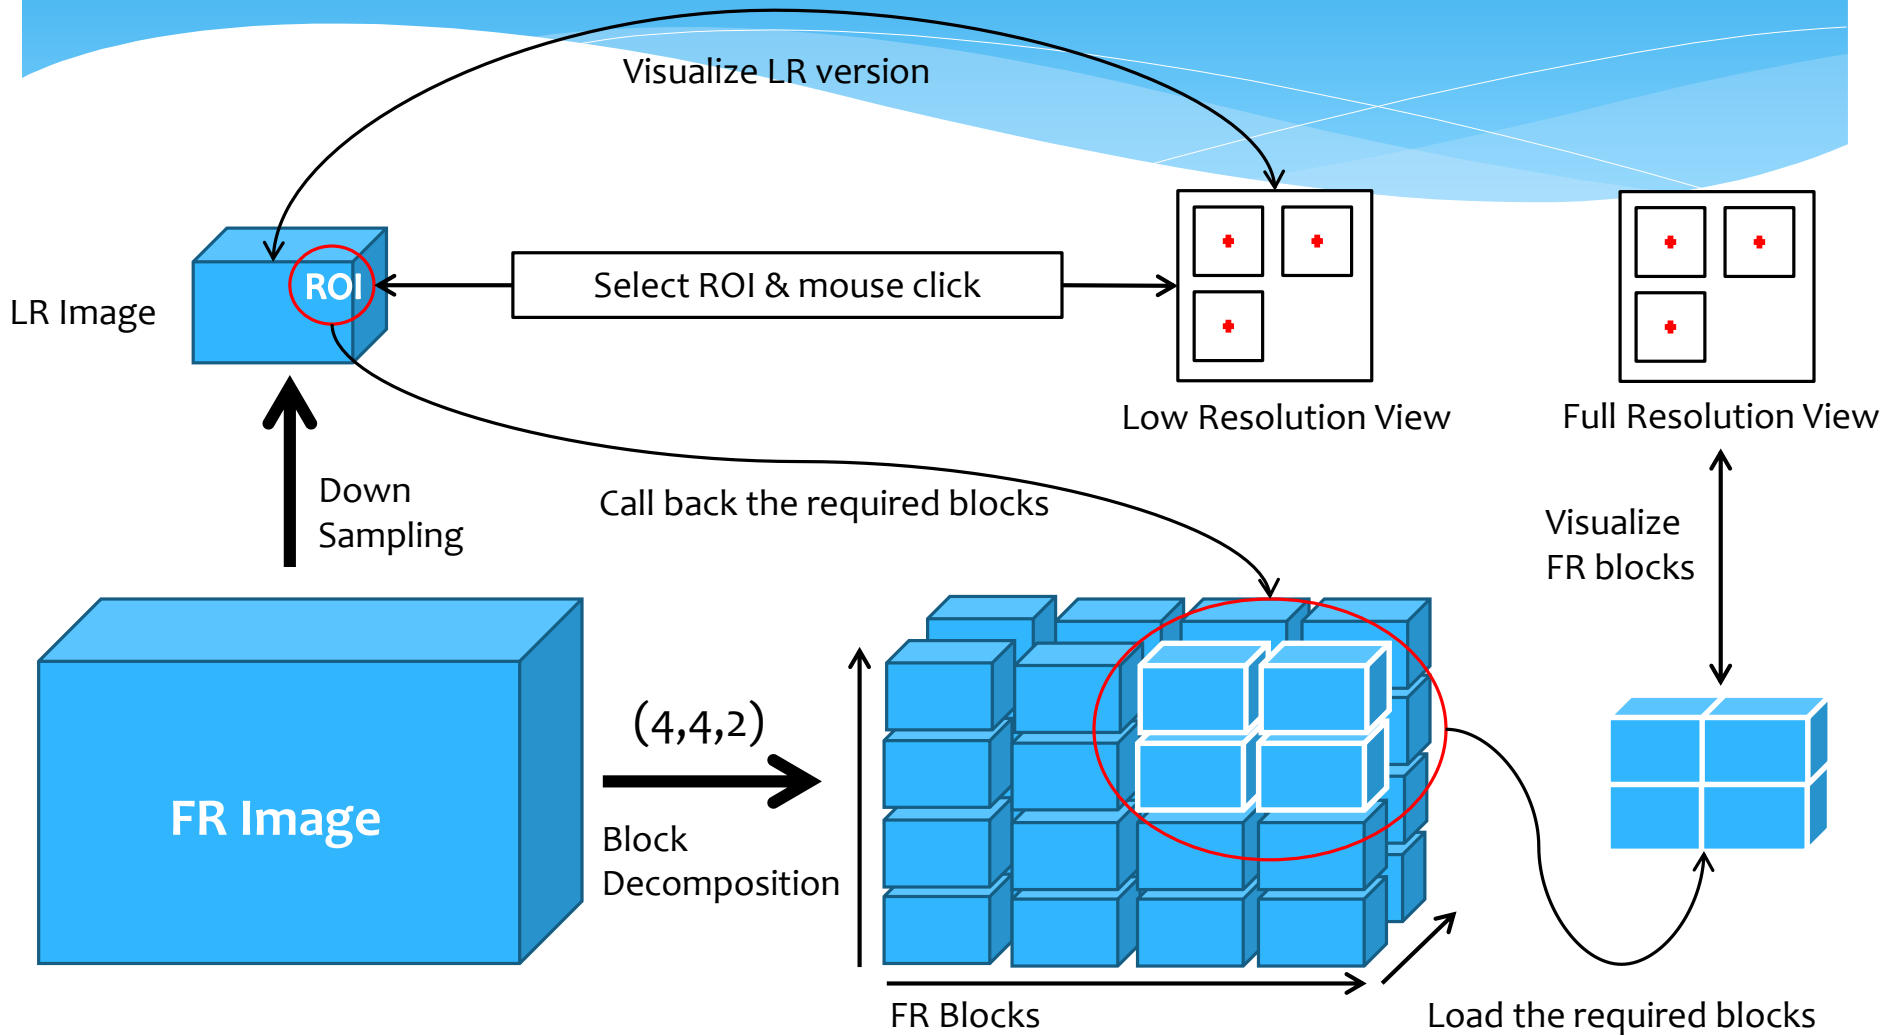 Visualize LR version
ROI
Select ROI & mouse click
LR Image
Low Resolution View
Full Resolution View
Down
Sampling
Call back the required blocks
Visualize
FR blocks
(4,4,2)
FR Image
Block
Decomposition
FR Blocks
Load the required blocks